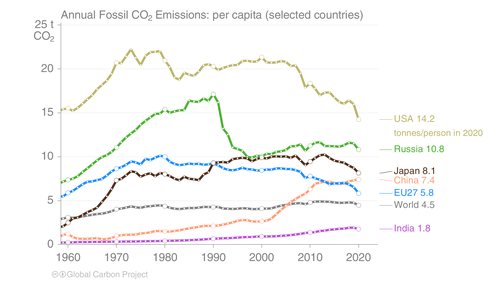 Annual Fossil CO₂ Emissions: per capita (selected countries)
25 t
CO₂
20
15
10
5
0
1960 1970 1980 1990 2000 2010 2020
USA 14.2
tonnes/person in 2020
Russia 10.8
Japan 8.1
China 7.4
EU27 5.8
World 4.5
India 1.8
Global Carbon Project